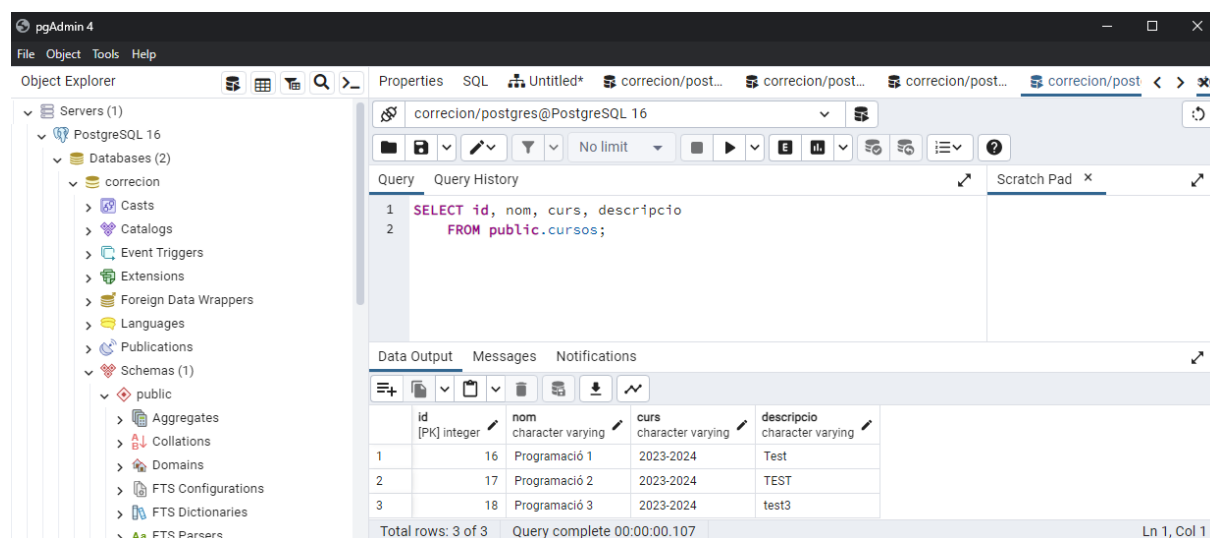 pgAdmin 4
File Object Tools Help
Object Explorer
Properties SQL Untitled* correcion/post... correcion/post... correcion/post... correcion/post
Servers (1)
PostgreSQL 16
Databases (2)
correcion
Casts
Catalogs
Event Triggers
Extensions
Foreign Data Wrappers
Languages
Publications
Schemas (1)
public
Aggregates
Collations
Domains
FTS Configurations
FTS Dictionaries
FTS Parsers
correcion/postgres@PostgreSQL 16
No limit
Query Query History
Scratch Pad
1 SELECT id, nom, curs, descripcio
2 FROM public.cursos;
Data Output Messages Notifications
id nom curs descripcio
[PK] integer character varying character varying character varying
1 16 Programació 1 2023-2024 Test
2 17 Programació 2 2023-2024 TEST
3 18 Programació 3 2023-2024 test3
Total rows: 3 of 3 Query complete 00:00:00.107 Ln 1, Col 1